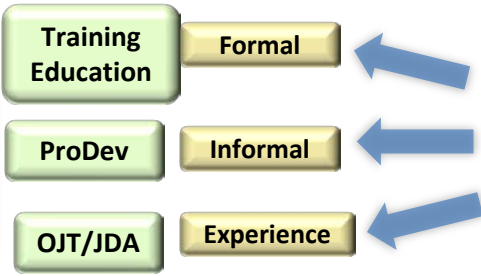 Training
Education
Formal
ProDev
Informal
OJT/JDA
Experience